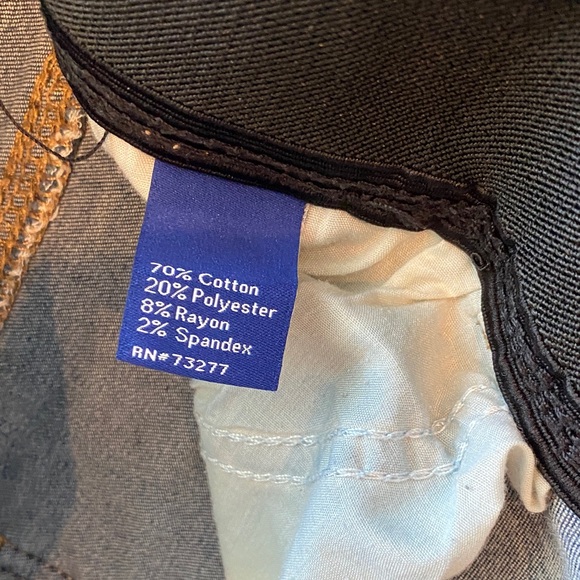 70% Cotton
20% Polyester
8% Rayon
2% Spandex
RN# 73277